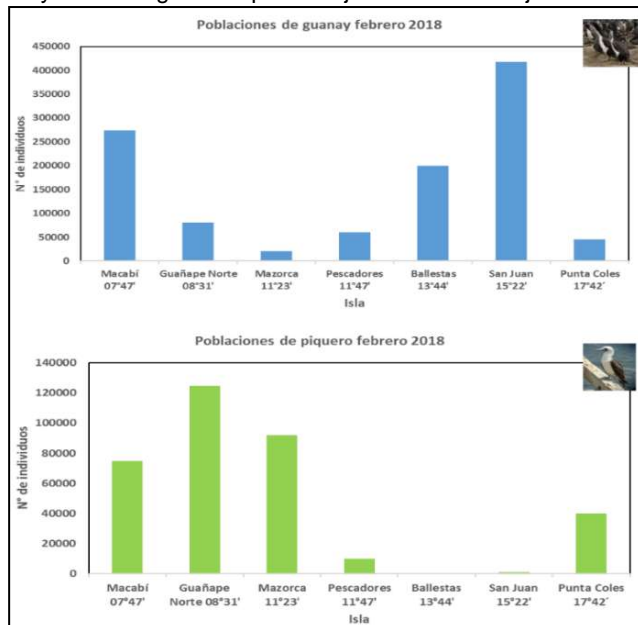 Poblaciones de guanay febrero 2018
N° de individuos
450000
400000
350000
300000
250000
200000
150000
100000
50000
0
Macabí Guañape Norte Mazorca Pescadores Ballestas San Juan Punta Coles
07°47' 08°31' 11°23' 11°47' 13°44' 15°22' 17°42'
Isla
Poblaciones de piquero febrero 2018
N° de individuos
140000
120000
100000
80000
60000
40000
20000
0
Macabí Guañape Mazorca Pescadores Ballestas San Juan Punta Coles
07°47' Norte 08°31' 11°23' 11°47' 13°44' 15°22' 17°42´
Isla